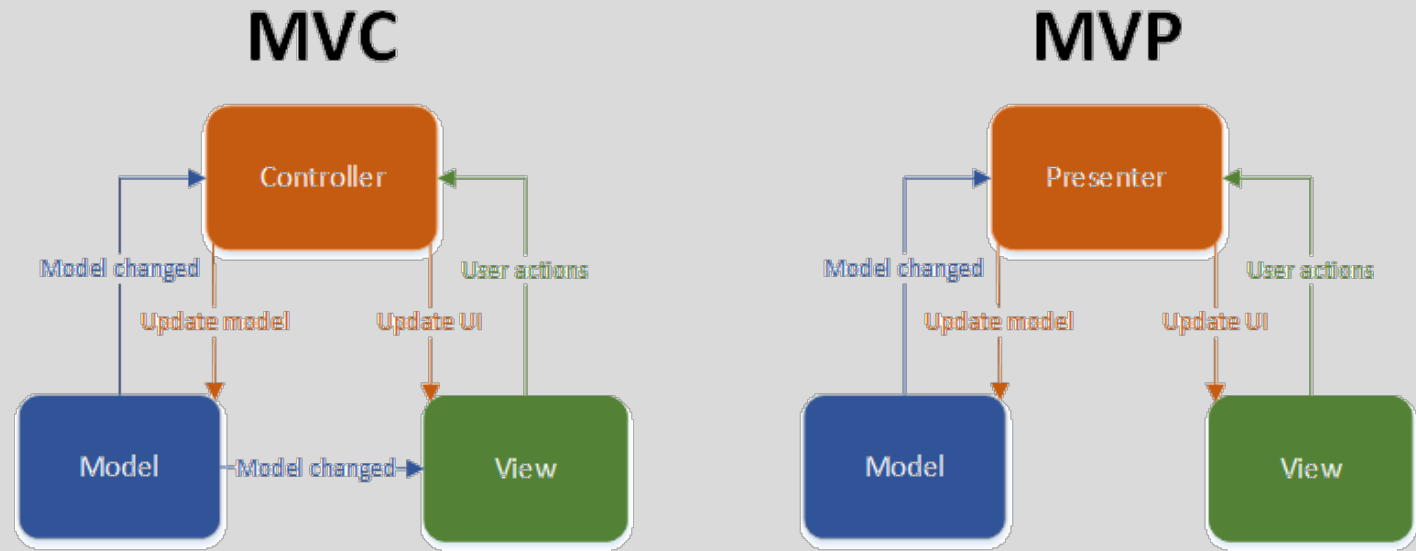 MVC
MVP
Controller
Presenter
Model changed
User actions
Model changed
User actions
Update model
Update UI
Update model
Update UI
Model
Model changed
View
Model
View